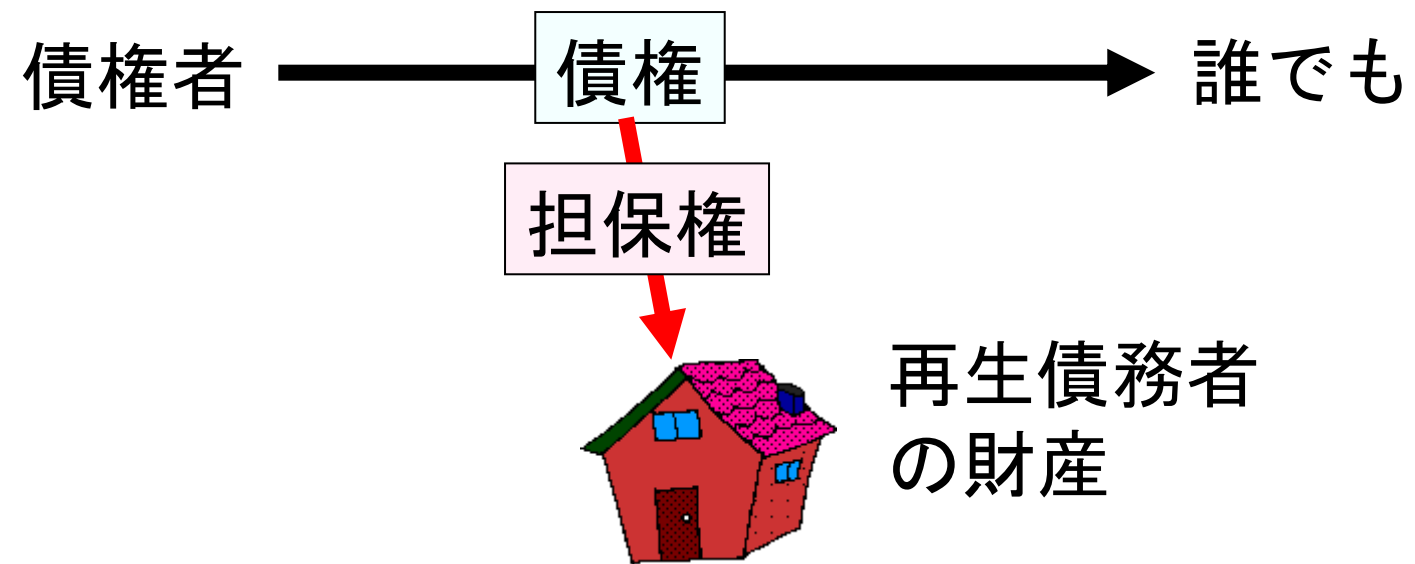 債権者
債権
誰でも
担保権
再生債務者
の財産